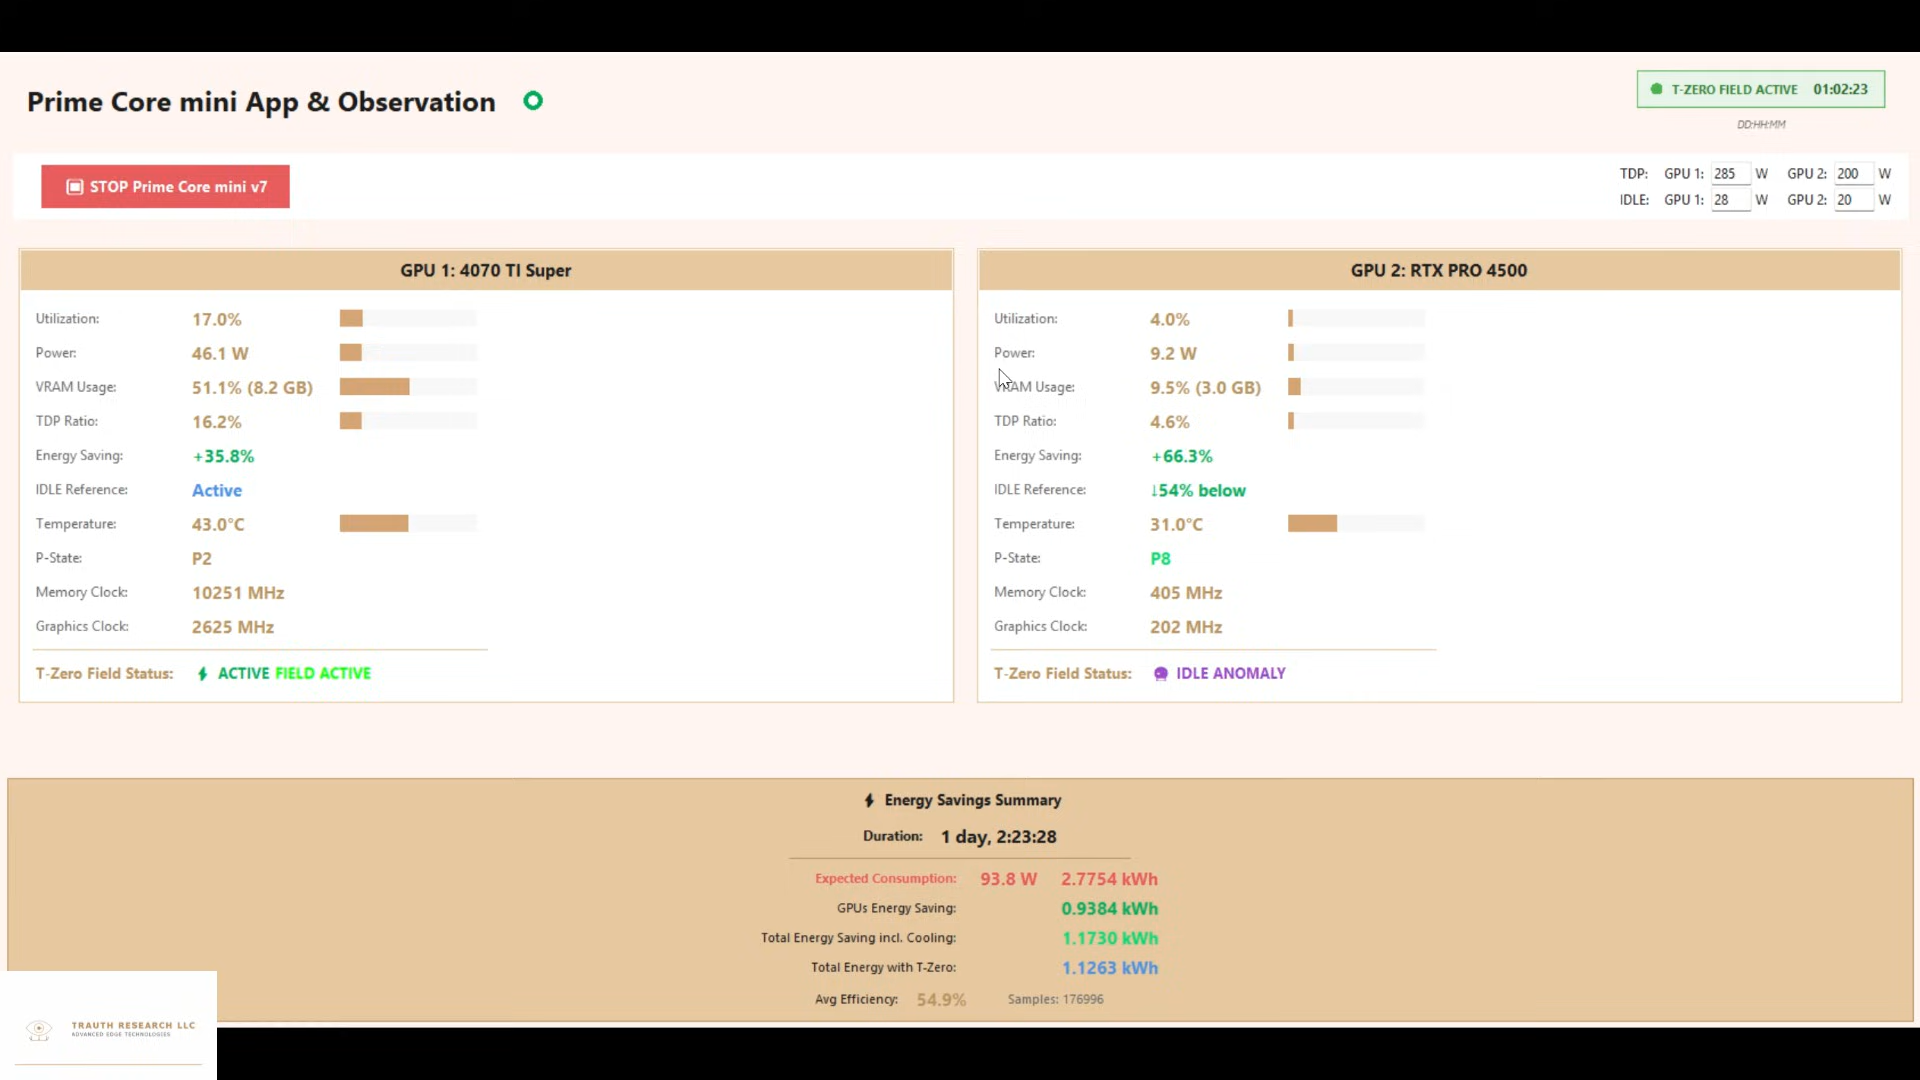 Prime Core mini App & Observation
T-ZERO FIELD ACTIVE 01:02:23
DD:HH:MM
STOP Prime Core mini v7
TDP: GPU 1: 285 W GPU 2: 200 W
IDLE: GPU 1: 28 W GPU 2: 20 W
GPU 1: 4070 TI Super
Utilization: 17.0%
Power: 46.1 W
VRAM Usage: 51.1% (8.2 GB)
TDP Ratio: 16.2%
Energy Saving: +35.8%
IDLE Reference: Active
Temperature: 43.0°C
P-State: P2
Memory Clock: 10251 MHz
Graphics Clock: 2625 MHz
T-Zero Field Status: ACTIVE FIELD ACTIVE
GPU 2: RTX PRO 4500
Utilization: 4.0%
Power: 9.2 W
VRAM Usage: 9.5% (3.0 GB)
TDP Ratio: 4.6%
Energy Saving: +66.3%
IDLE Reference: ↓54% below
Temperature: 31.0°C
P-State: P8
Memory Clock: 405 MHz
Graphics Clock: 202 MHz
T-Zero Field Status: IDLE ANOMALY
Energy Savings Summary
Duration: 1 day, 2:23:28
Expected Consumption: 93.8 W 2.7754 kWh
GPUs Energy Saving: 0.9384 kWh
Total Energy Saving incl. Cooling: 1.1730 kWh
Total Energy with T-Zero: 1.1263 kWh
Avg Efficiency: 54.9% Samples: 176996
TRAUTH RESEARCH LLC
ADVANCED EDGE TECHNOLOGIES